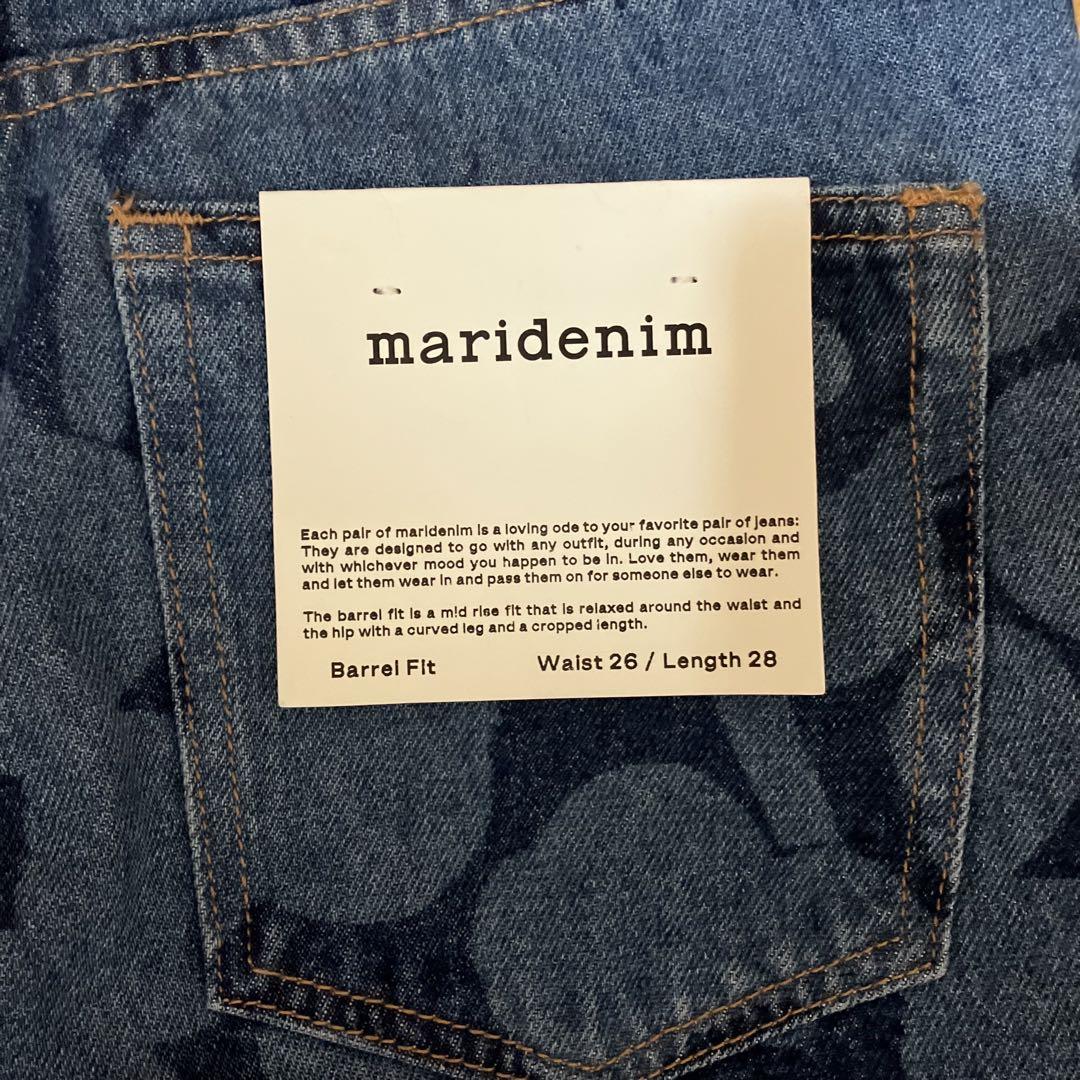 maridenim
Each pair of maridenim is a loving ode to your favorite pair of jeans:
They are designed to go with any outfit, during any occasion and
with whichever mood you happen to be in. Love them, wear them
and let them wear in and pass them on for someone else to wear.
The barrel fit is a mid rise fit that is relaxed around the waist and
the hip with a curved leg and a cropped length.
Barrel Fit Waist 26 / Length 28